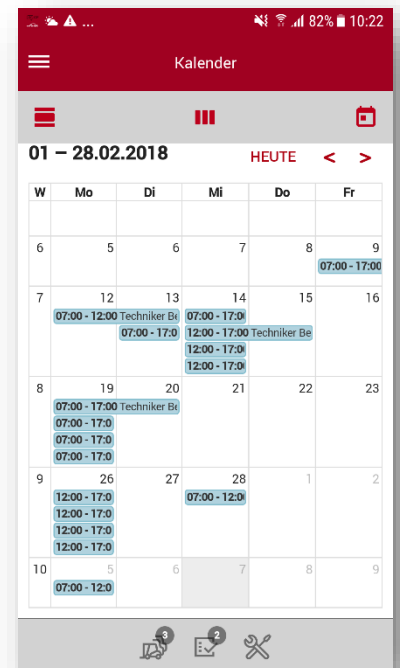 ... 82% 10:22
Kalender
01 – 28.02.2018 HEUTE < >
W Mo Di Mi Do Fr
6 5 6 7 8 9
07:00 - 17:00
7 12 13 14 15 16
07:00 - 12:00 Techniker Be 07:00 - 17:0
07:00 - 17:0 12:00 - 17:00 Techniker Be
12:00 - 17:0
12:00 - 17:0
8 19 20 21 22 23
07:00 - 17:00 Techniker Be
07:00 - 17:0
07:00 - 17:0
07:00 - 17:0
9 26 27 28 1 2
12:00 - 17:0 07:00 - 12:0
12:00 - 17:0
12:00 - 17:0
12:00 - 17:0
10 5 6 7 8 9
07:00 - 12:0
3 2